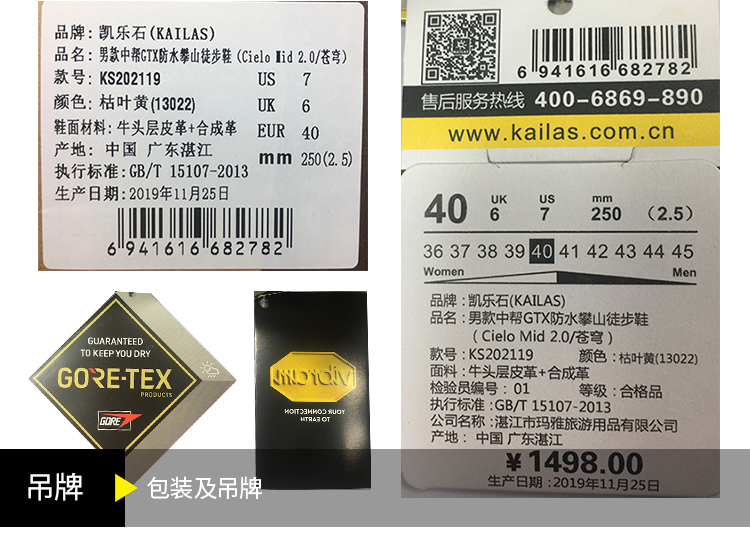 品牌: 凯乐石(KAILAS)
品名: 男款中帮GTX防水攀山徒步鞋(Cielo Mid 2.0/苍穹)
款号: KS202119 US 7
颜色: 枯叶黄(13022) UK 6
鞋面材料: 牛头层皮革+合成革 EUR 40
产地: 中国 广东湛江 mm 250(2.5)
执行标准:GB/T 15107-2013
生产日期:2019年11月25日
6 941616 682782
6 941616 682782
售后服务热线 400-6869-890
www.kailas.com.cn
40 UK 6 US 7 mm 250 (2.5)
36 37 38 39 40 41 42 43 44 45
Women Men
品牌:凯乐石(KAILAS)
品名:男款中帮GTX防水攀山徒步鞋
(Cielo Mid 2.0/苍穹)
款号:KS202119 颜色:枯叶黄(13022)
面料:牛头层皮革+合成革
检验员编号:01 等级:合格品
执行标准:GB/T 15107-2013
公司名称:湛江市玛雅旅游用品有限公司
产地: 中国 广东湛江
¥1498.00
生产日期:2019年11月25日
GUARANTEED
TO KEEP YOU DRY
GORE-TEX
PRODUCTS
GORE
vibram
YOUR CONNECTION
TO EARTH
吊牌 包装及吊牌